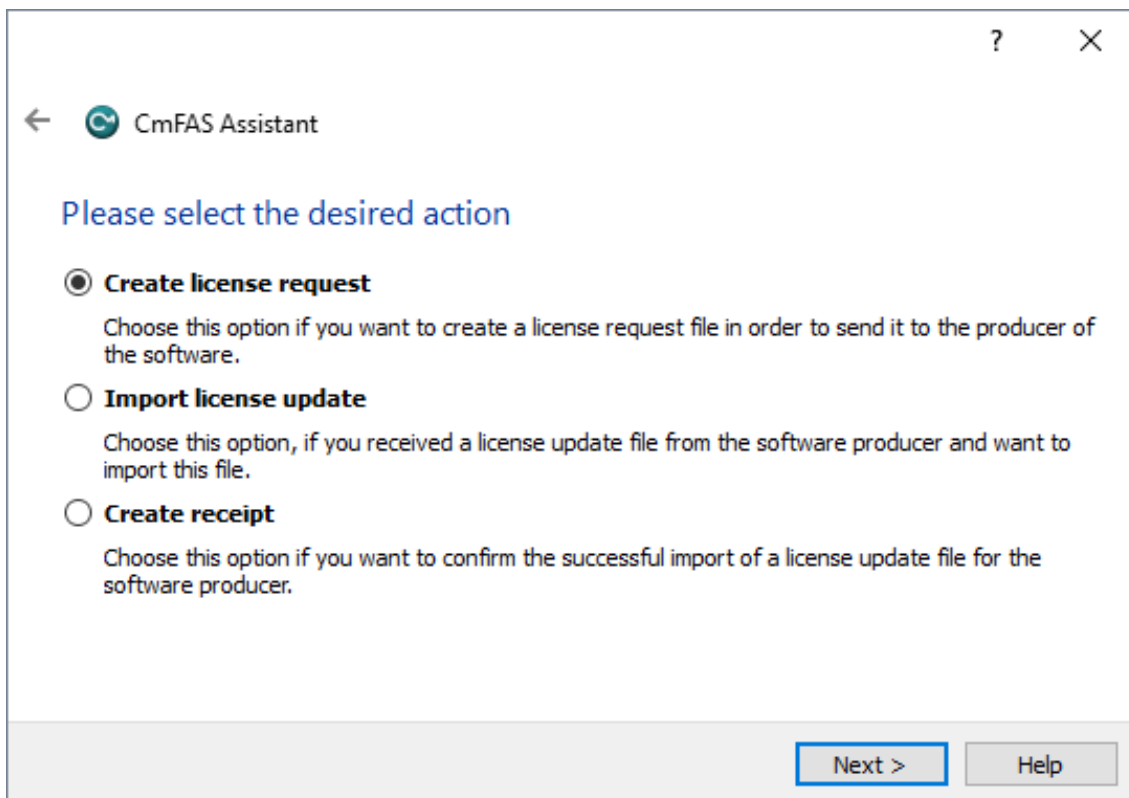 ?
CmFAS Assistant
Please select the desired action
Create license request
Choose this option if you want to create a license request file in order to send it to the producer of
the software.
Import license update
Choose this option, if you received a license update file from the software producer and want to
import this file.
Create receipt
Choose this option if you want to confirm the successful import of a license update file for the
software producer.
Next >
Help